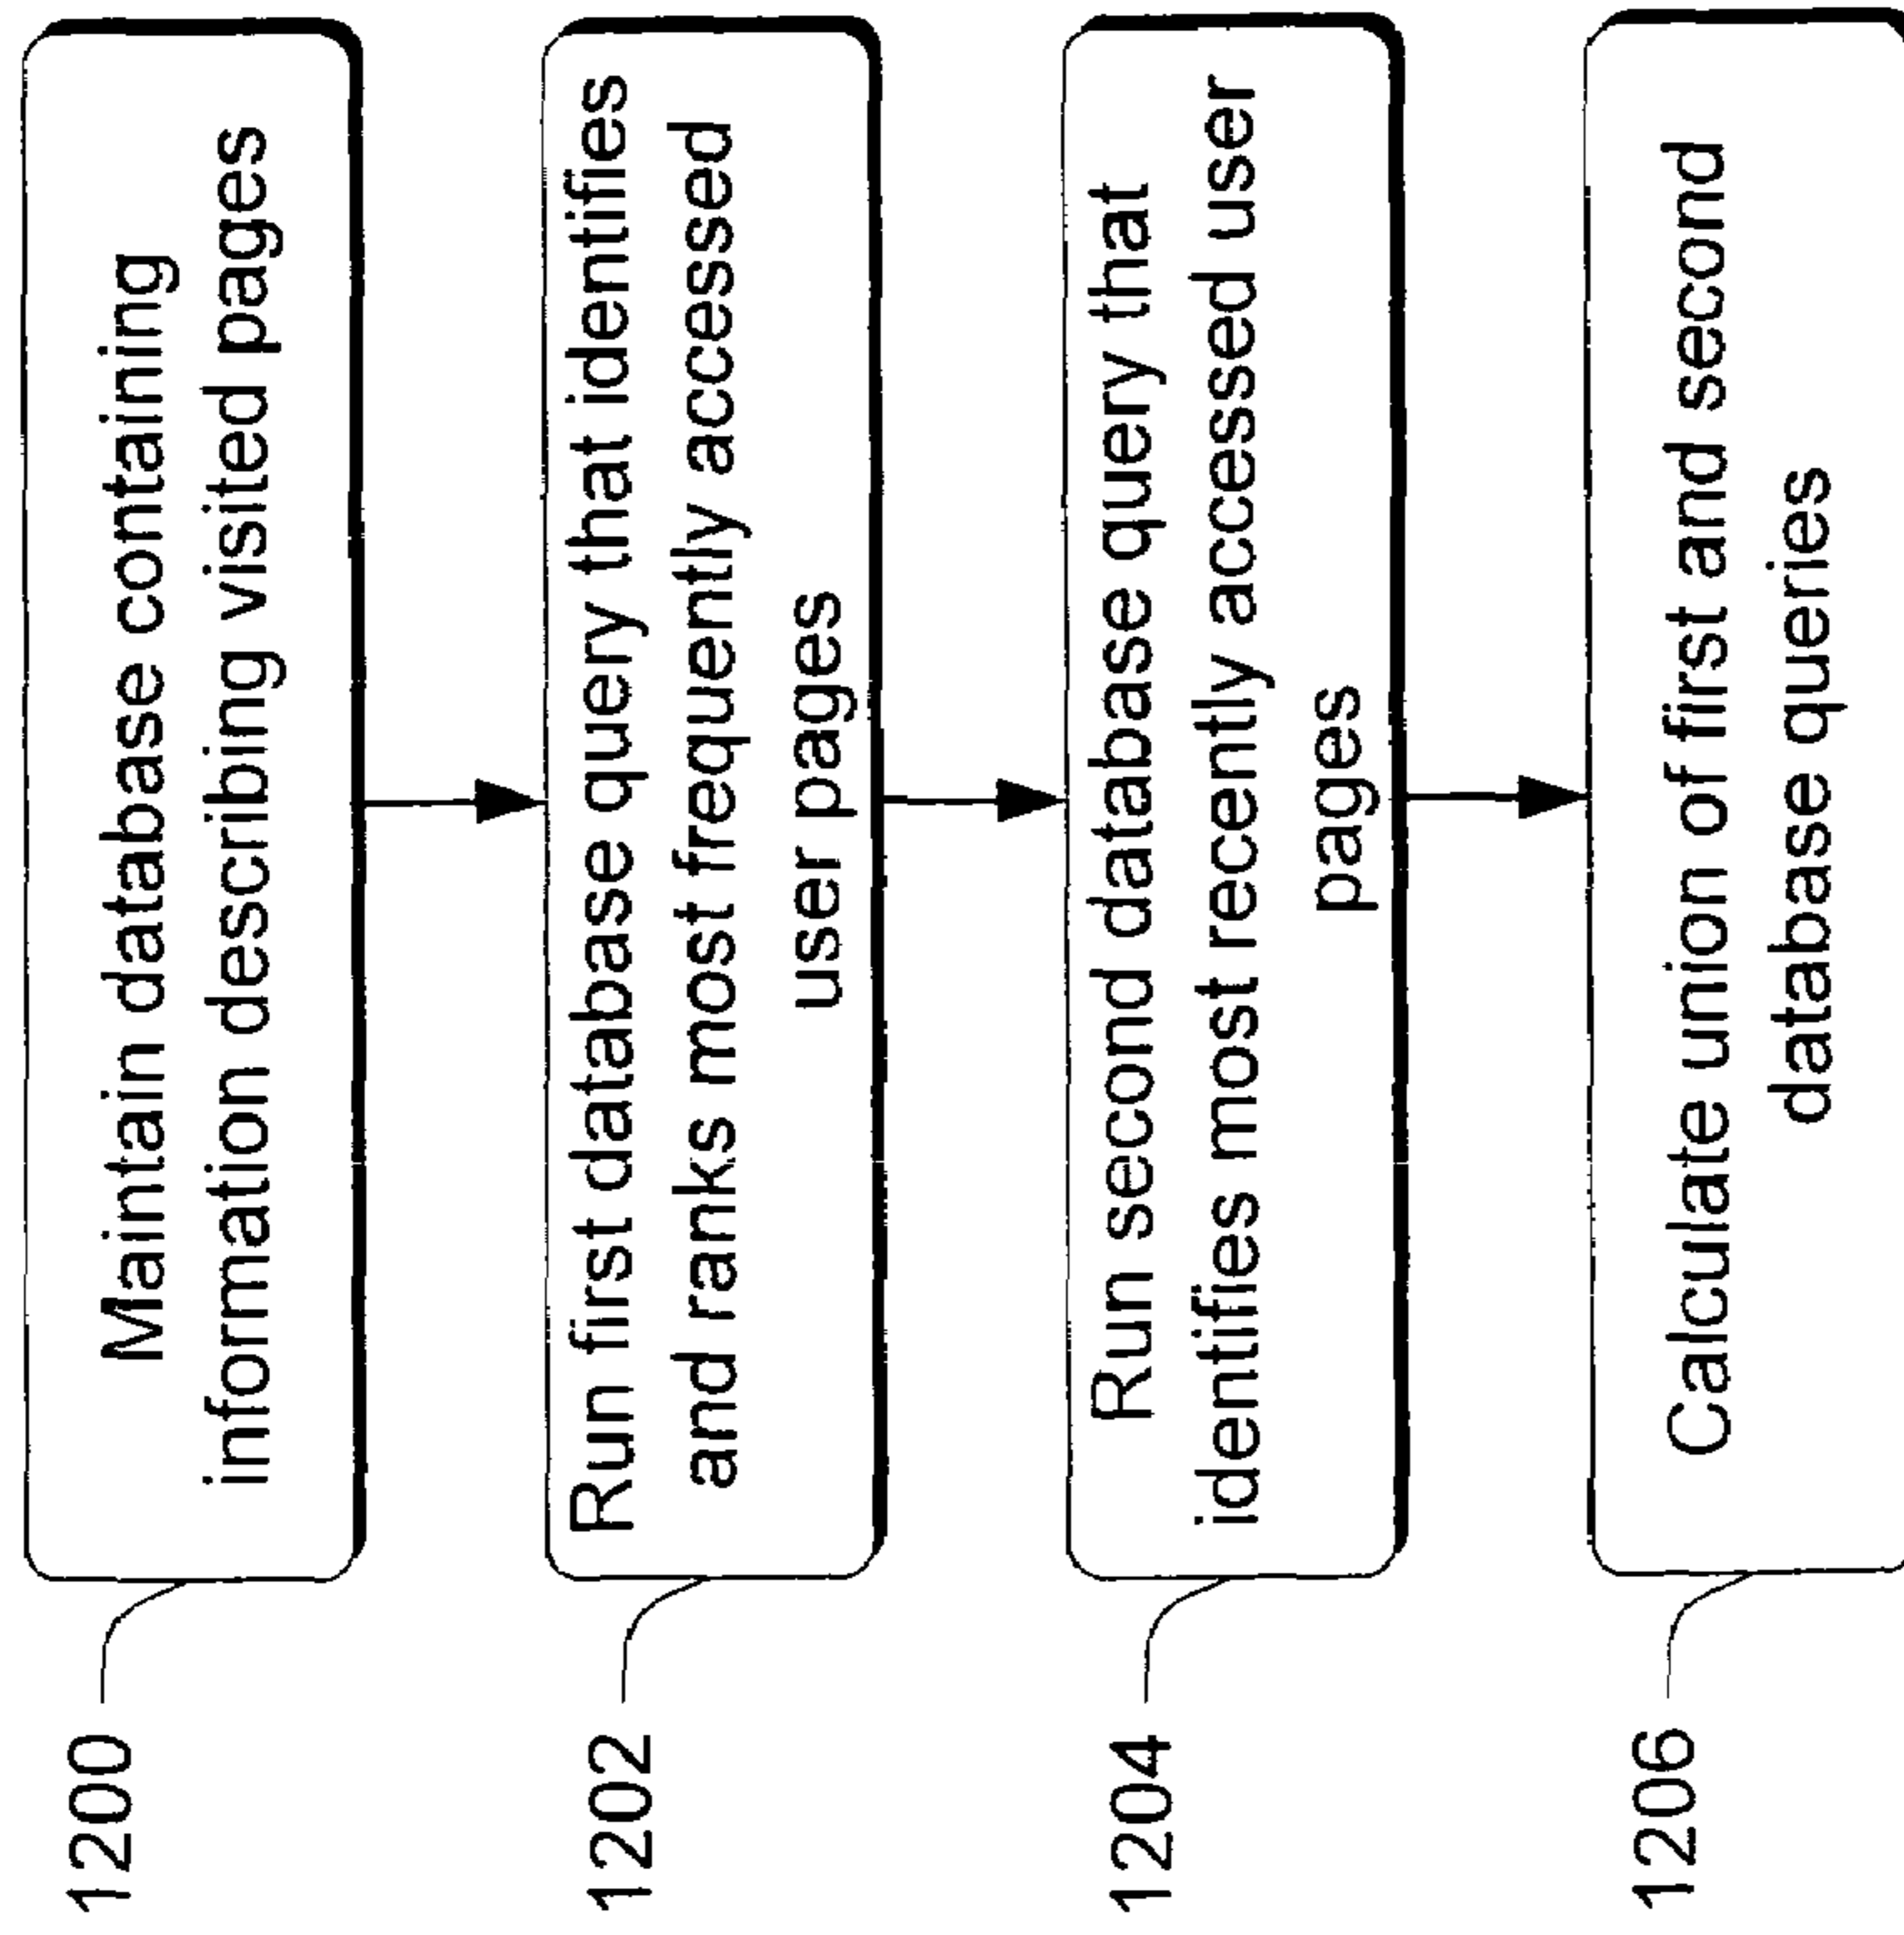 1200
Maintain database containing
information describing visited pages
1202
Run first database query that identifies
and ranks most frequently accessed
user pages
1204
Run second database query that
identifies most recently accessed user
pages
1206
Calculate union of first and second
database queries